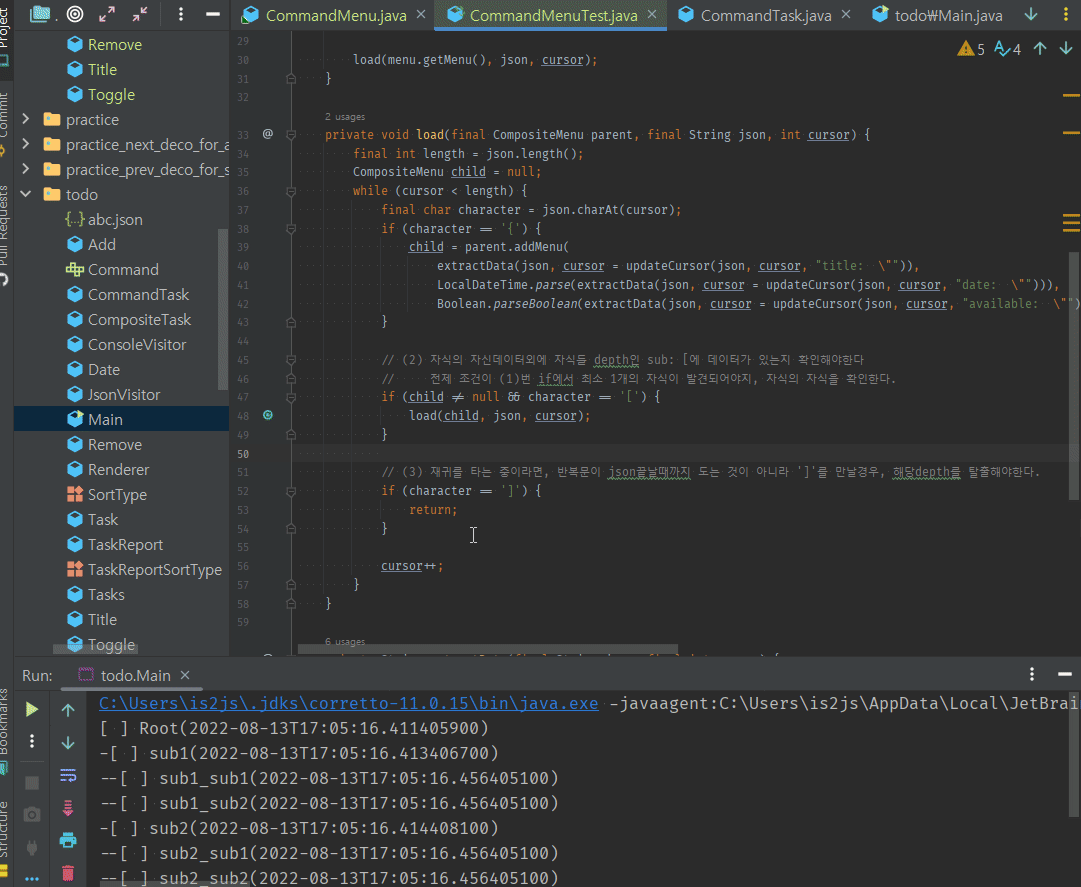 Project
CommandMenu.java
CommandMenuTest.java
CommandTask.java
todo₩Main.java
Remove
Title
Toggle
practice
practice_next_deco_for_a
practice_prev_deco_for_s
todo
abc.json
Add
Command
CommandTask
CompositeTask
ConsoleVisitor
Date
JsonVisitor
Main
Remove
Renderer
SortType
Task
TaskReport
TaskReportSortType
Tasks
Title
Toggle
Commit
Pull Requests
5 4
29
30 load(menu.getMenu(), json, cursor);
31 }
32
2 usages
33 @ private void load(final CompositeMenu parent, final String json, int cursor) {
34 final int length = json.length();
35 CompositeMenu child = null;
36 while (cursor < length) {
37 final char character = json.charAt(cursor);
38 if (character == '{') {
39 child = parent.addMenu(
40 extractData(json, cursor = updateCursor(json, cursor, "title: \"")),
41 LocalDateTime.parse(extractData(json, cursor = updateCursor(json, cursor, "date: \""))),
42 Boolean.parseBoolean(extractData(json, cursor = updateCursor(json, cursor, "available: \"")
43 }
44
45 // (2) 자식의 자신데이터외에 자식들 depth인 sub: [에 데이터가 있는지 확인해야한다
46 // 전제 조건이 (1)번 if에서 최소 1개의 자식이 발견되어야지, 자식의 자식을 확인한다.
47 if (child ≠ null && character == '[') {
48 load(child, json, cursor);
49 }
50
51 // (3) 재귀를 타는 중이라면, 반복문이 json끝날때까지 도는 것이 아니라 ']'를 만날경우, 해당depth를 탈출해야한다.
52 if (character == ']') {
53 return;
54 }
55
56 cursor++;
57 }
58 }
59
6 usages
Run: todo.Main
C:\Users\is2js\.jdks\corretto-11.0.15\bin\java.exe -javaagent:C:\Users\is2js\AppData\Local\JetBrai
[ ] Root(2022-08-13T17:05:16.411405900)
-[ ] sub1(2022-08-13T17:05:16.413406700)
--[ ] sub1_sub1(2022-08-13T17:05:16.456405100)
--[ ] sub1_sub2(2022-08-13T17:05:16.456405100)
-[ ] sub2(2022-08-13T17:05:16.414408100)
--[ ] sub2_sub1(2022-08-13T17:05:16.456405100)
--[ ] sub2_sub2(2022-08-13T17:05:16.456405100)
Bookmarks
Structure